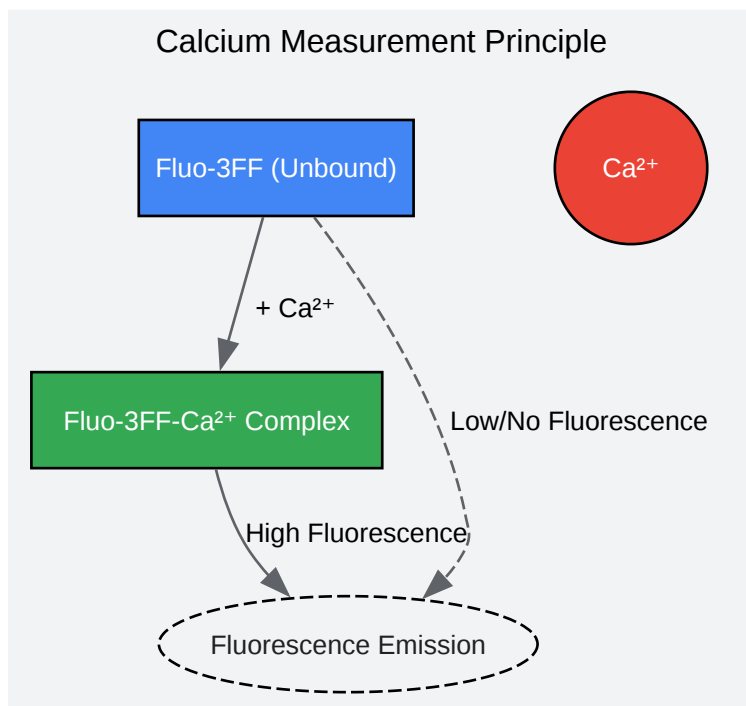 Calcium Measurement Principle
Fluo-3FF (Unbound)
Ca²⁺
+ Ca²⁺
Fluo-3FF-Ca²⁺ Complex
Low/No Fluorescence
High Fluorescence
Fluorescence Emission